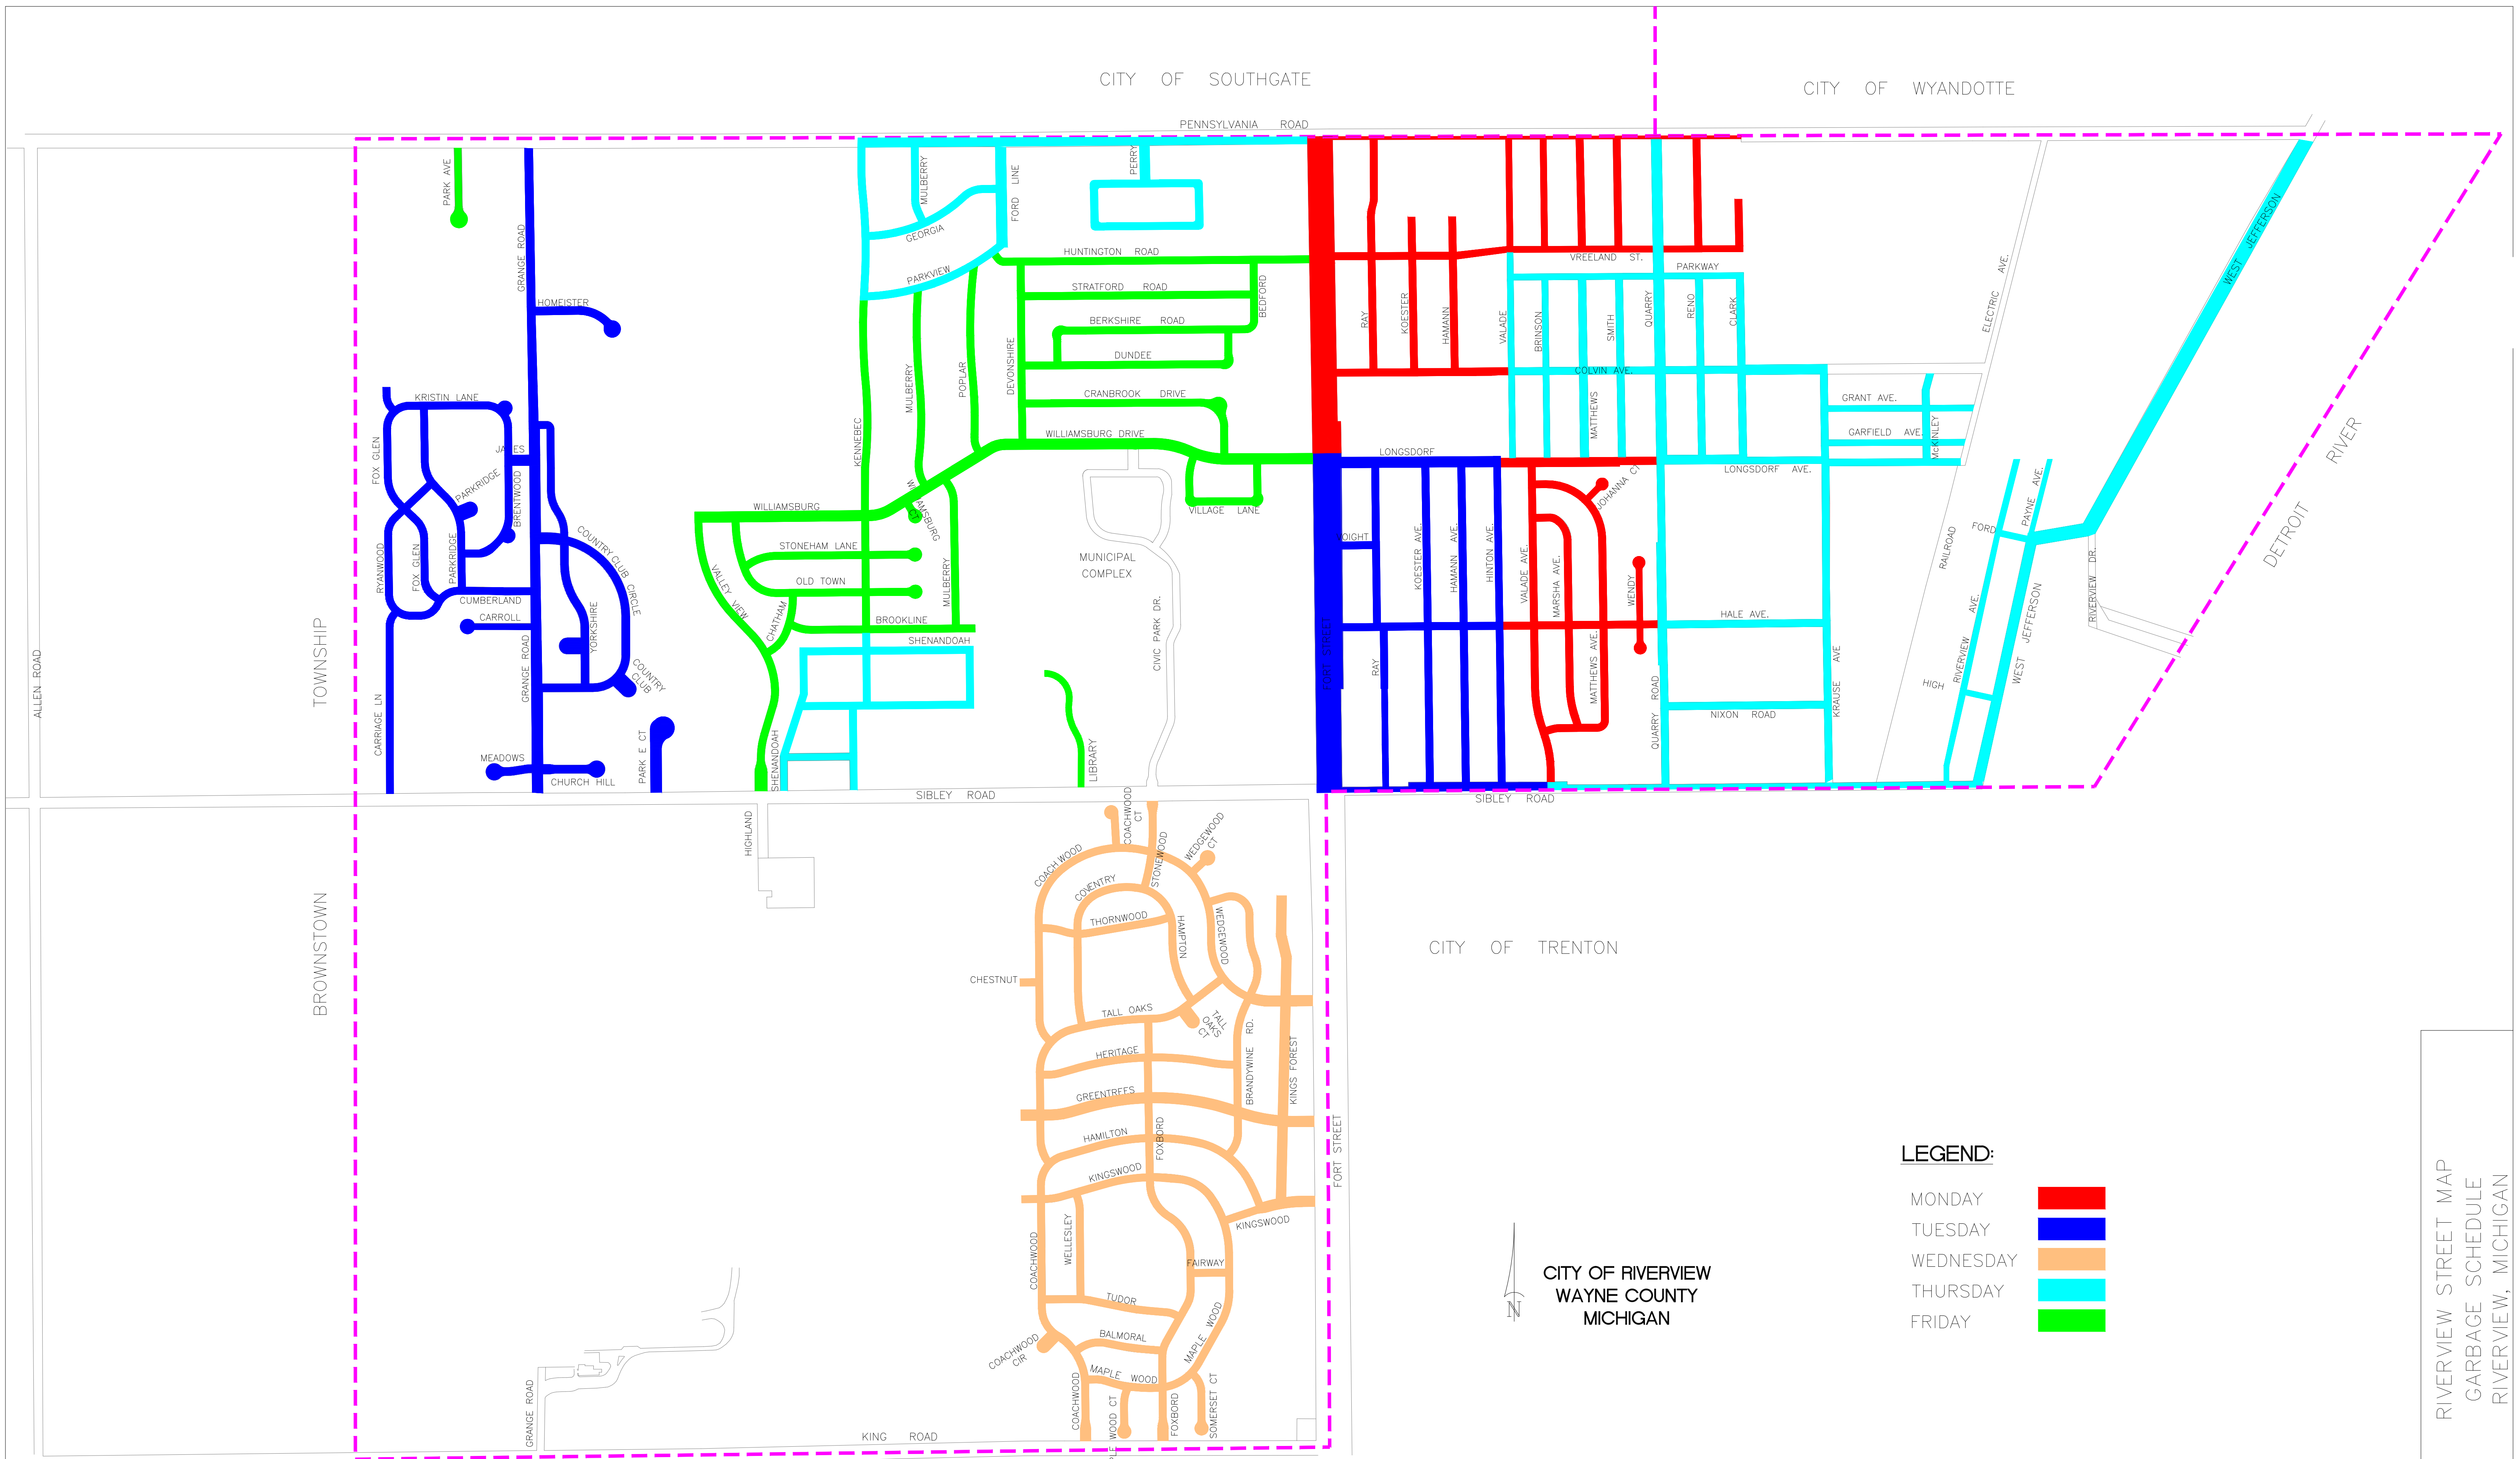 CITY OF SOUTHGATE
CITY OF WYANDOTTE
PENNSYLVANIA ROAD
PARK AVE
GRANGE ROAD
HOMEISTER
KRISTIN LANE
FOX GLEN
JAMES
PARKRIDGE
BRENTWOOD
COUNTRY CLUB CIRCLE
RYANWOOD
FOX GLEN
PARKRIDGE
CUMBERLAND
CARROLL
YORKSHIRE
GRANGE ROAD
COUNTRY
CLUB
CARRIAGE LN
MEADOWS
CHURCH HILL
PARK E CT
ALLEN ROAD
TOWNSHIP
BROWNSTOWN
MULBERRY
GEORGIA
FORD LINE
PERRY
PARKVIEW
HUNTINGTON ROAD
STRATFORD ROAD
BEDFORD
BERKSHIRE ROAD
DUNDEE
DEVONSHIRE
CRANBROOK DRIVE
WILLIAMSBURG DRIVE
KENNEBEC
MULBERRY
POPLAR
WILLIAMSBURG
CT
WILLIAMSBURG
VILLAGE LANE
STONEHAM LANE
OLD TOWN
VALLEY VIEW
CHATHAM
MULBERRY
BROOKLINE
SHENANDOAH
SHENANDOAH
MUNICIPAL
COMPLEX
CIVIC PARK DR.
LIBRARY
SIBLEY ROAD
HIGHLAND
VREELAND ST.
PARKWAY
RAY
KOESTER
HAMANN
VALADE
BRINSON
SMITH
QUARRY
RENO
CLARK
COLVIN AVE.
MATTHEWS
GRANT AVE.
GARFIELD AVE.
McKINLEY
ELECTRIC AVE.
LONGSDORF
LONGSDORF AVE.
JOHANNA CT
VOIGHT
KOESTER AVE.
HAMANN AVE.
HINTON AVE.
VALADE AVE.
MARSHA AVE.
WENDY
HALE AVE.
FORT STREET
RAY
MATTHEWS AVE.
QUARRY ROAD
NIXON ROAD
KRAUSE AVE
SIBLEY ROAD
WEST JEFFERSON
RAILROAD
FORD
PAYNE AVE.
RIVERVIEW AVE.
HIGH
WEST JEFFERSON
RIVERVIEW DR.
DETROIT RIVER
COACHWOOD
CT
STONEWOOD
WEDGEWOOD
CT
COACH WOOD
COVENTRY
THORNWOOD
HAMPTON
WEDGEWOOD
CHESTNUT
TALL OAKS
TALL
OAKS
CT
HERITAGE
BRANDYWINE RD.
KINGS FOREST
GREENTREES
HAMILTON
FOXBORD
KINGSWOOD
KINGSWOOD
WELLESLEY
COACHWOOD
FAIRWAY
TUDOR
BALMORAL
MAPLE WOOD
COACHWOOD
CIR
MAPLE WOOD
COACHWOOD
FOXBORD
SOMERSET CT
WOOD CT
KING ROAD
GRANGE ROAD
FORT STREET
CITY OF TRENTON
N
CITY OF RIVERVIEW
WAYNE COUNTY
MICHIGAN
LEGEND:
MONDAY
TUESDAY
WEDNESDAY
THURSDAY
FRIDAY
RIVERVIEW STREET MAP
GARBAGE SCHEDULE
RIVERVIEW, MICHIGAN